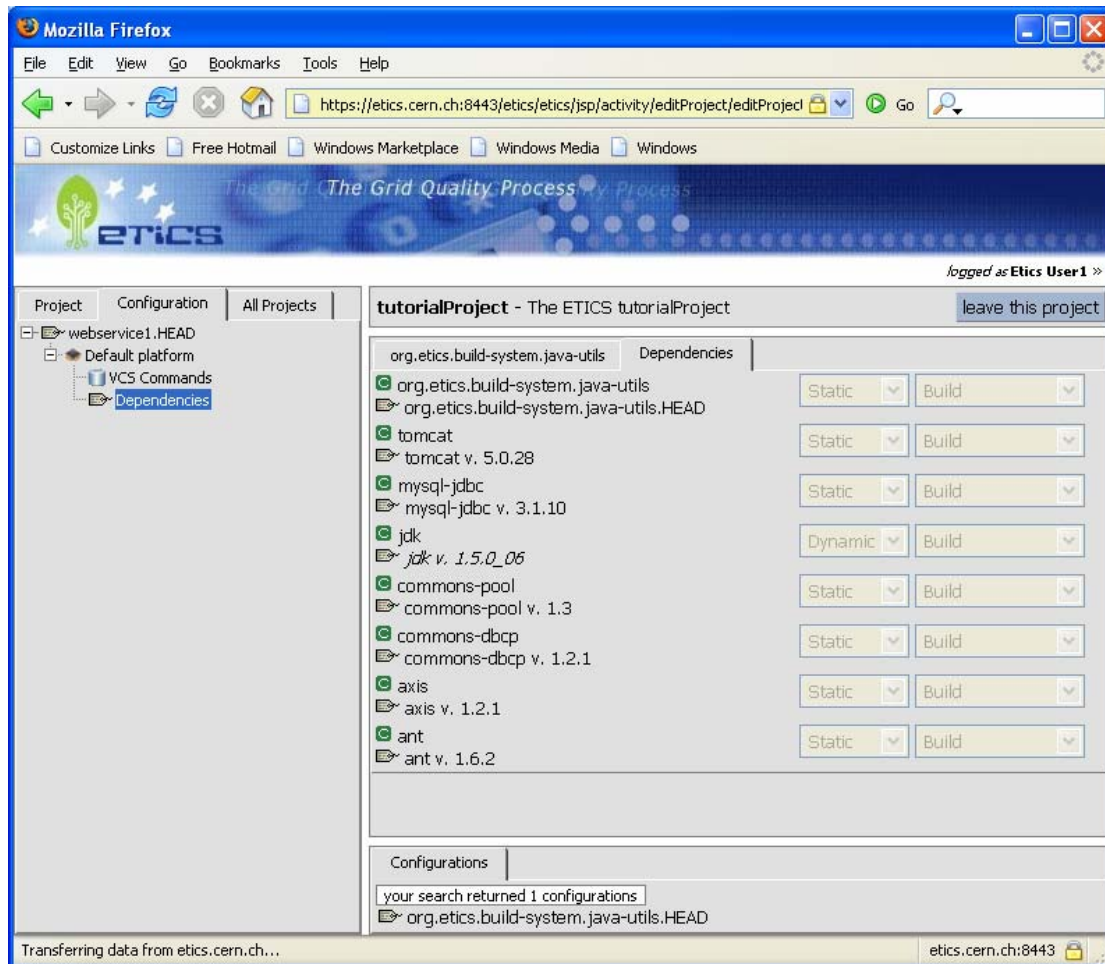 Mozilla Firefox
File Edit View Go Bookmarks Tools Help
https://etics.cern.ch:8443/etics/etics/jsp/activity/editProject/editProject Go
Customize Links Free Hotmail Windows Marketplace Windows Media Windows
The Grid Quality Process
eTICS
logged as Etics User1 »
Project Configuration All Projects
tutorialProject - The ETICS tutorialProject leave this project
webservice1.HEAD
Default platform
VCS Commands
Dependencies
org.etics.build-system.java-utils Dependencies
org.etics.build-system.java-utils Static Build
org.etics.build-system.java-utils.HEAD
tomcat Static Build
tomcat v. 5.0.28
mysql-jdbc Static Build
mysql-jdbc v. 3.1.10
jdk Dynamic Build
jdk v. 1.5.0_06
commons-pool Static Build
commons-pool v. 1.3
commons-dbcp Static Build
commons-dbcp v. 1.2.1
axis Static Build
axis v. 1.2.1
ant Static Build
ant v. 1.6.2
Configurations
your search returned 1 configurations
org.etics.build-system.java-utils.HEAD
Transferring data from etics.cern.ch... etics.cern.ch:8443